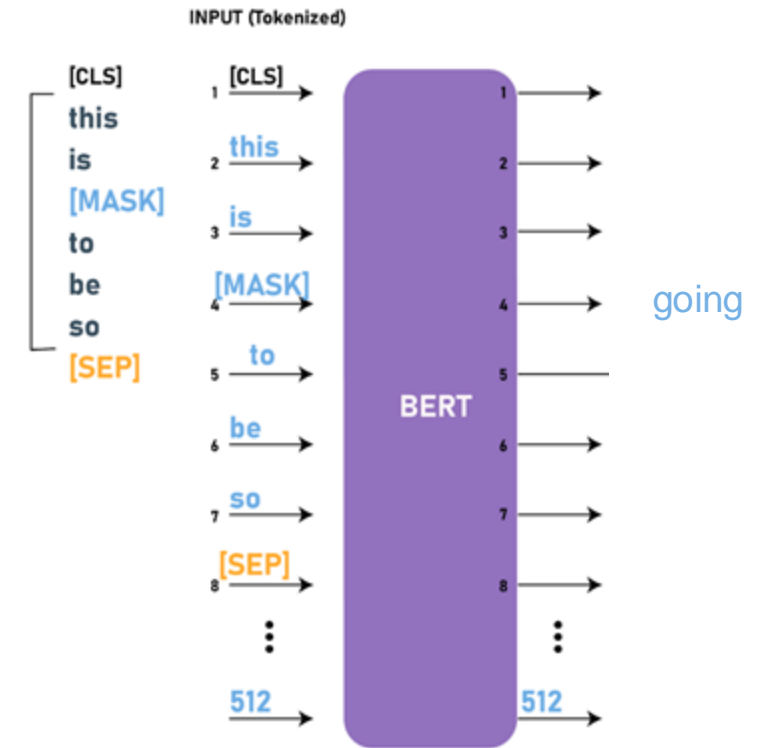 INPUT (Tokenized)
[CLS]
this
is
[MASK]
to
be
so
[SEP]
1 [CLS]
2 this
3 is
4 [MASK]
5 to
6 be
7 so
8 [SEP]
512
BERT
1
2
3
4
5
6
7
8
512
going